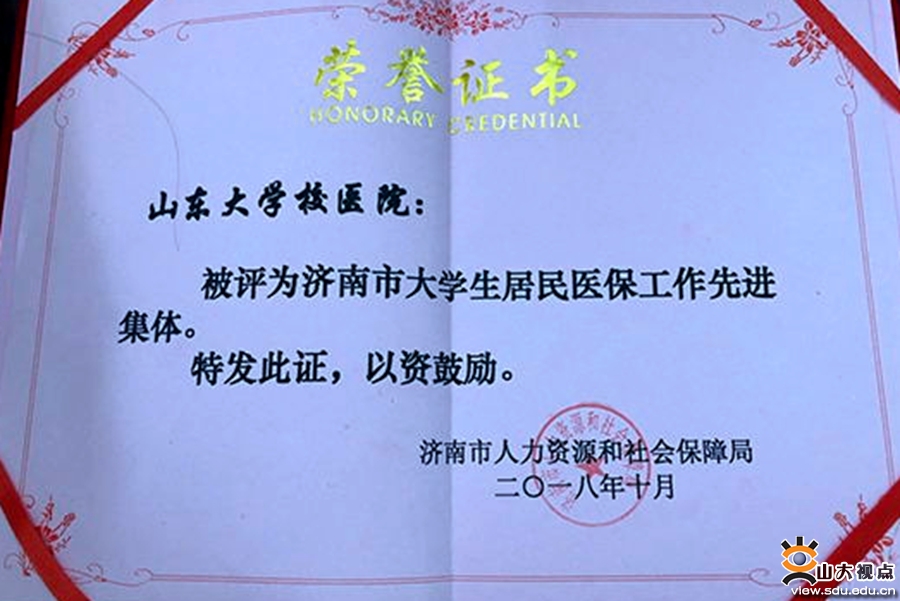 荣誉证书
HONORARY CREDENTIAL
山东大学校医院：
被评为济南市大学生居民医保工作先进
集体。
特发此证，以资鼓励。
济南市人力资源和社会保障局
二〇一八年十月
山大视点
view.sdu.edu.cn